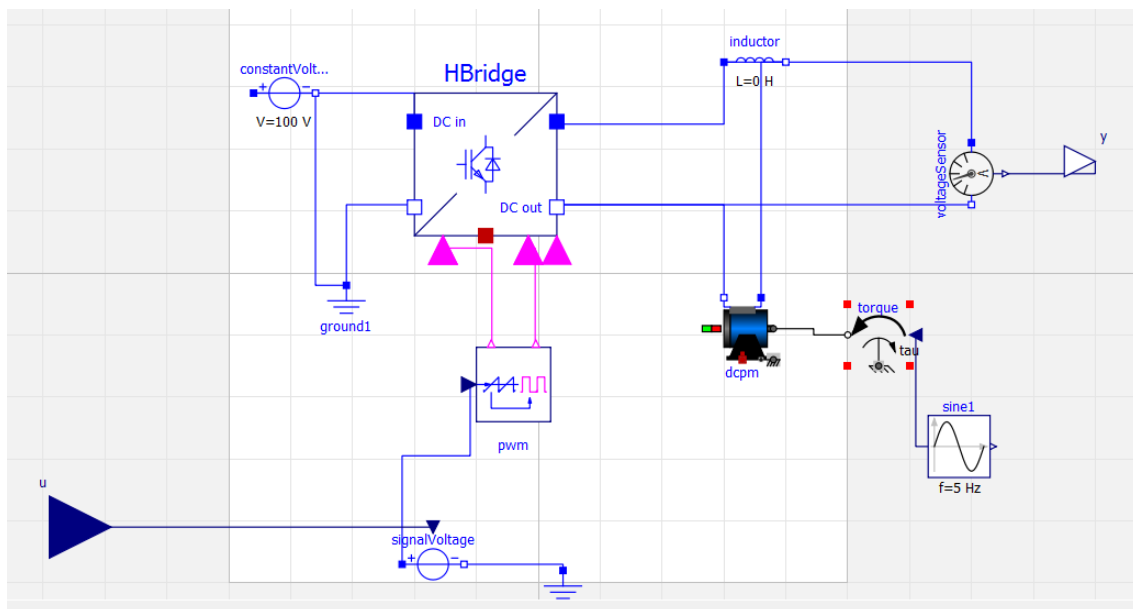 inductor
constantVolt...
HBridge
L=0 H
V=100 V
DC in
y
voltageSensor
A
DC out
ground1
torque
tau
dcpm
sine1
pwm
f=5 Hz
u
signalVoltage